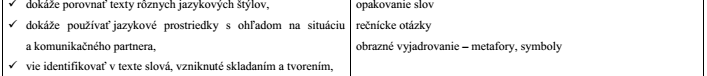 ✓ dokáže porovnať texty rôznych jazykových štýlov,
✓ dokáže používať jazykové prostriedky s ohľadom na situáciu
a komunikačného partnera,
✓ vie identifikovať v texte slová, vzniknuté skladaním a tvorením,
opakovanie slov
rečnícke otázky
obrazné vyjadrovanie – metafory, symboly